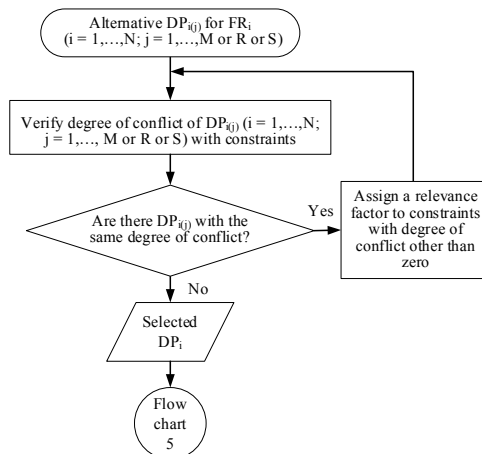 Alternative DPi(j) for FRi
(i = 1,…,N; j = 1,…,M or R or S)
Verify degree of conflict of DPi(j) (i = 1,…,N;
j = 1,…, M or R or S) with constraints
Are there DPi(j) with the
same degree of conflict?
Yes
Assign a relevance
factor to constraints
with degree of
conflict other than
zero
No
Selected
DPi
Flow
chart
5